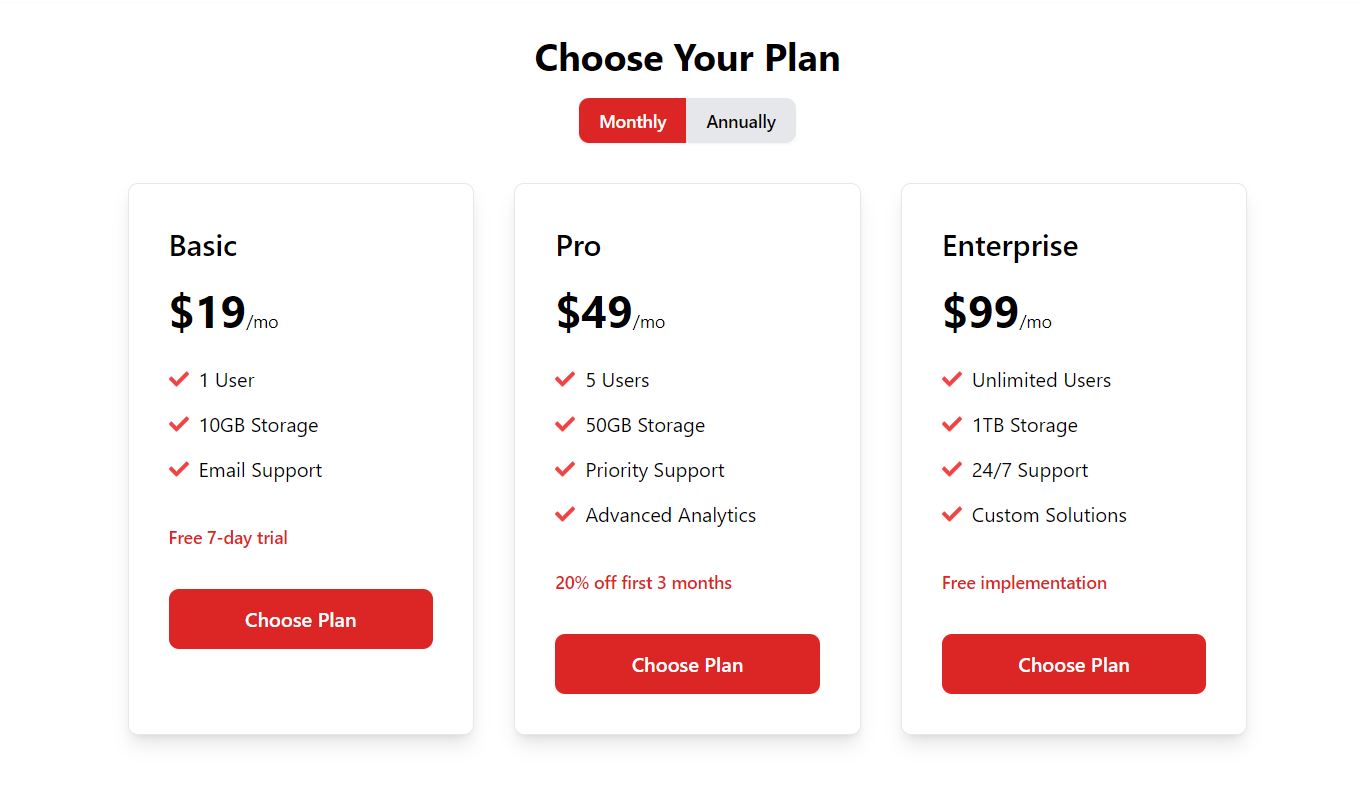 Choose Your Plan
Monthly
Annually
Basic
$19/mo
1 User
10GB Storage
Email Support
Free 7-day trial
Choose Plan
Pro
$49/mo
5 Users
50GB Storage
Priority Support
Advanced Analytics
20% off first 3 months
Choose Plan
Enterprise
$99/mo
Unlimited Users
1TB Storage
24/7 Support
Custom Solutions
Free implementation
Choose Plan